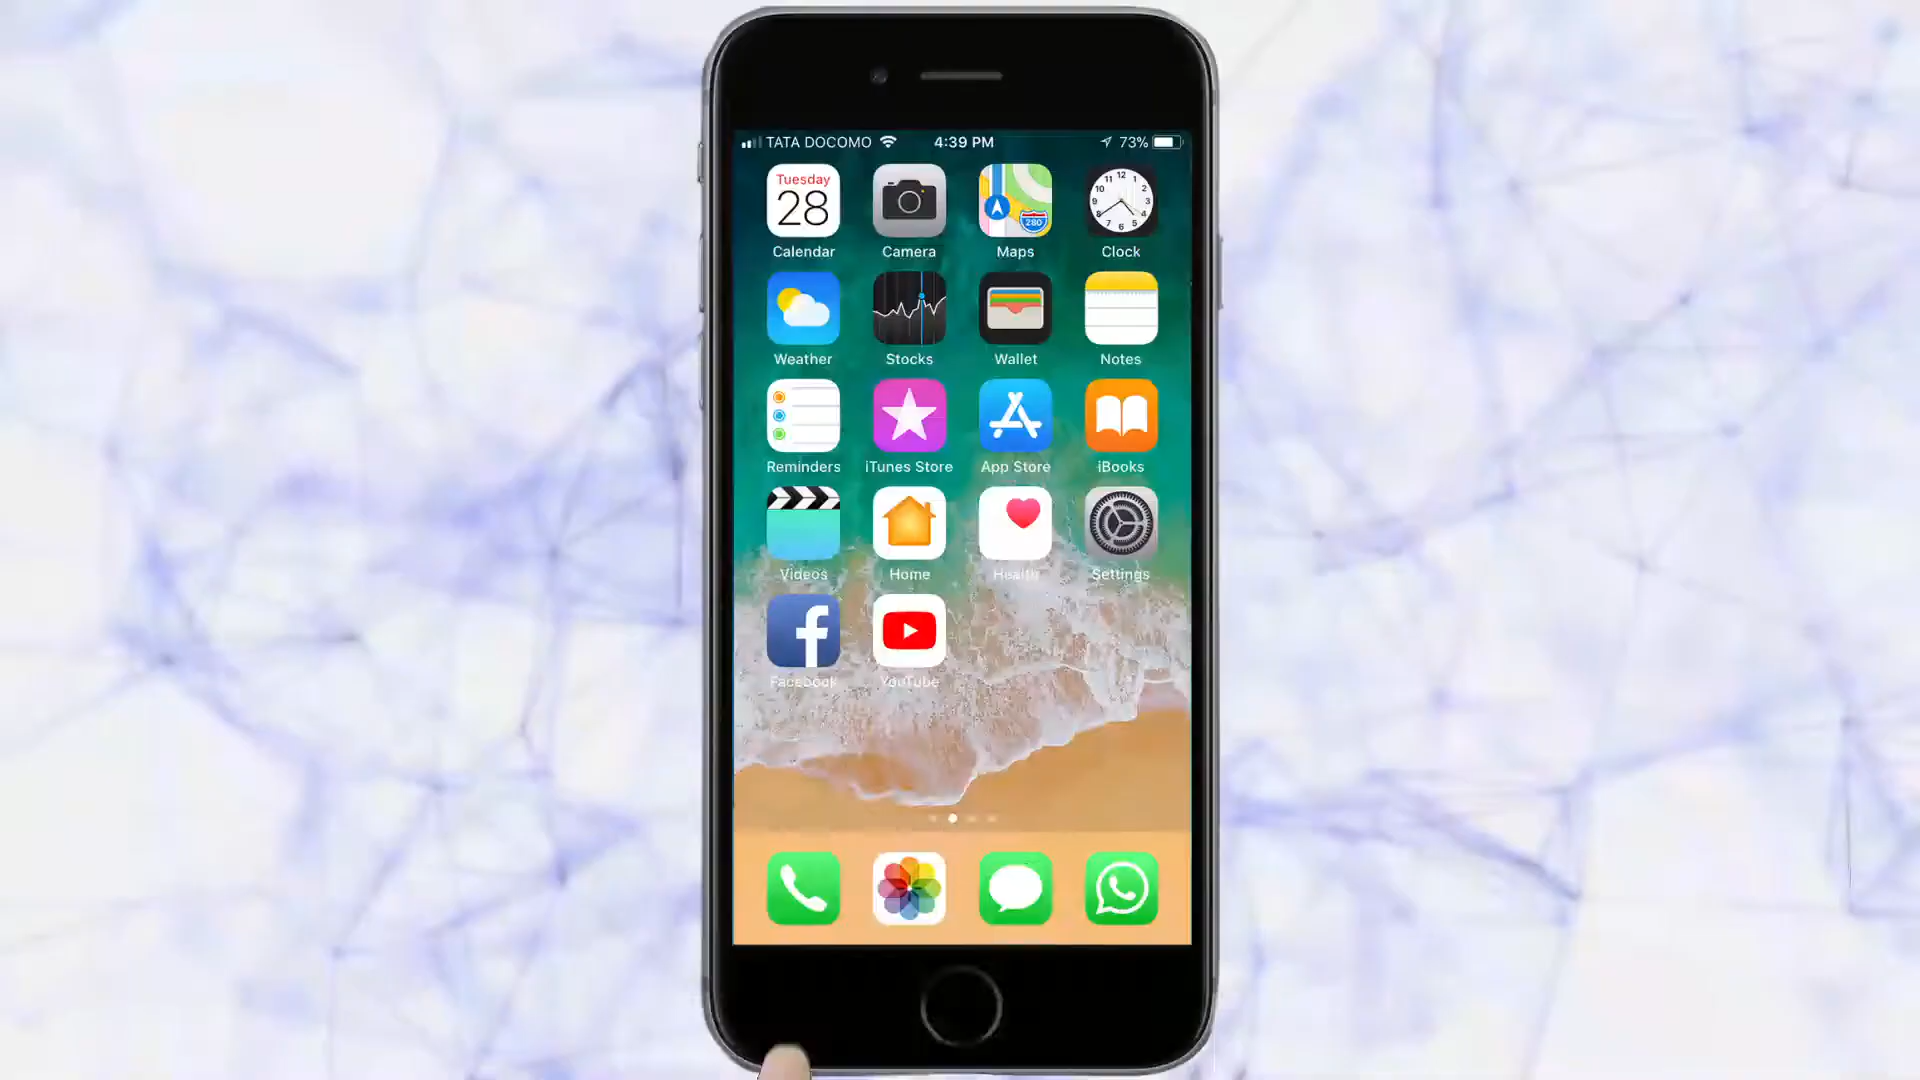 TATA DOCOMO 4:39 PM 73%
Tuesday
28
280
Calendar Camera Maps Clock
Weather Stocks Wallet Notes
Reminders iTunes Store App Store iBooks
Videos Home Health Settings
Facebook YouTube